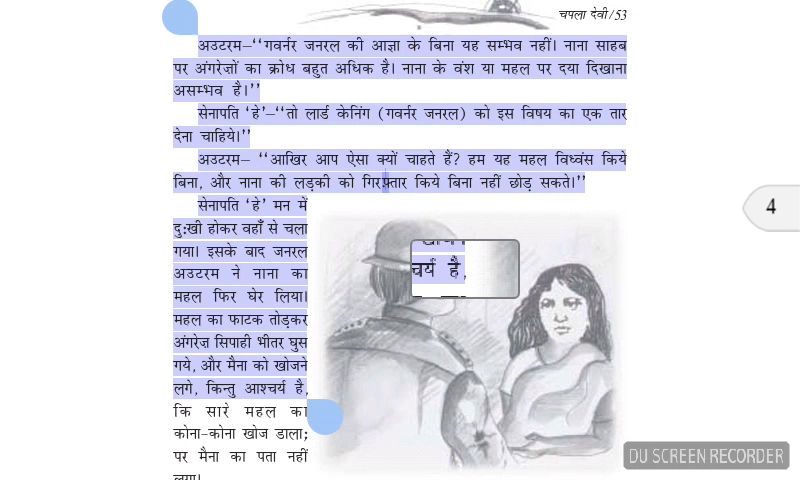 चपला देवी/53
अउटरम—‘‘गवर्नर जनरल की आज्ञा के बिना यह सम्भव नहीं। नाना साहब
पर अंगरेज़ों का क्रोध बहुत अधिक है। नाना के वंश या महल पर दया दिखाना
असम्भव है।’’
सेनापति ‘हे’—‘‘तो लार्ड केनिंग (गवर्नर जनरल) को इस विषय का एक तार
देना चाहिये।’’
अउटरम— ‘‘आखिर आप ऐसा क्यों चाहते हैं? हम यह महल विध्वंस किये
बिना, और नाना की लड़की को गिरफ़्तार किये बिना नहीं छोड़ सकते।’’
सेनापति ‘हे’ मन में
दुःखी होकर वहाँ से चला
गया। इसके बाद जनरल
अउटरम ने नाना का
महल फिर घेर लिया।
महल का फाटक तोड़कर
अंगरेज़ सिपाही भीतर घुस
गये, और मैना को खोजने
लगे, किन्तु आश्चर्य है,
कि सारे महल का
कोना-कोना खोज डाला;
पर मैना का पता नहीं
लगा।
चर्य है,
4
DU SCREEN RECORDER